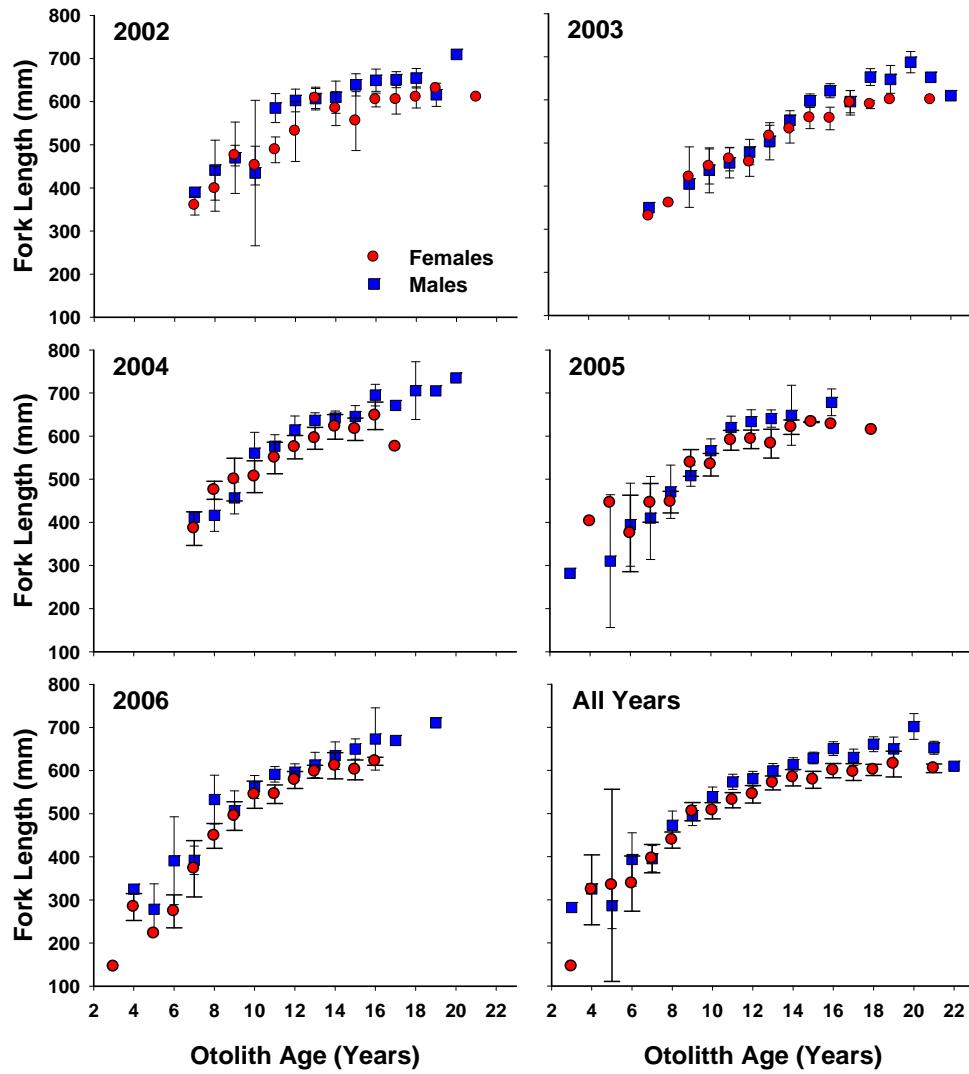 800
700
600
500
400
300
200
100
Fork Length (mm)
2002
Females
Males
2003
800
700
600
500
400
300
200
100
Fork Length (mm)
2004
2005
800
700
600
500
400
300
200
100
Fork Length (mm)
2006
All Years
2 4 6 8 10 12 14 16 18 20 22
2 4 6 8 10 12 14 16 18 20 22
Otolith Age (Years)
Otolitth Age (Years)